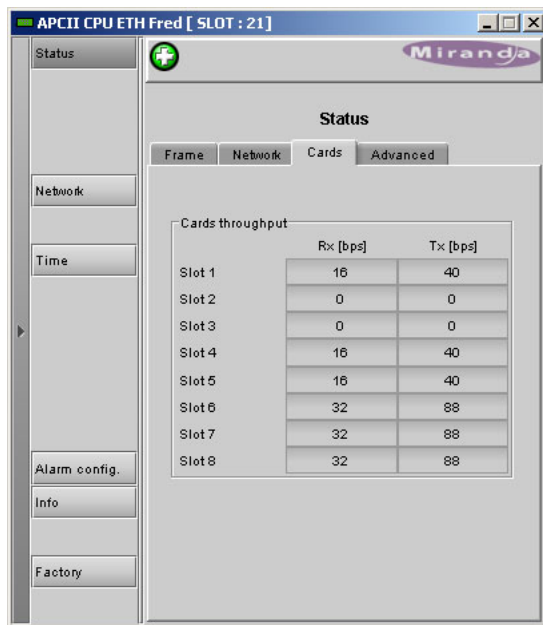 APCII CPU ETH Fred [ SLOT : 21]
Status
Miranda
Status
Frame Network Cards Advanced
Network
Cards throughput
Rx [bps] Tx [bps]
Time
Slot 1 16 40
Slot 2 0 0
Slot 3 0 0
Slot 4 16 40
Slot 5 16 40
Slot 6 32 88
Slot 7 32 88
Slot 8 32 88
Alarm config.
Info
Factory